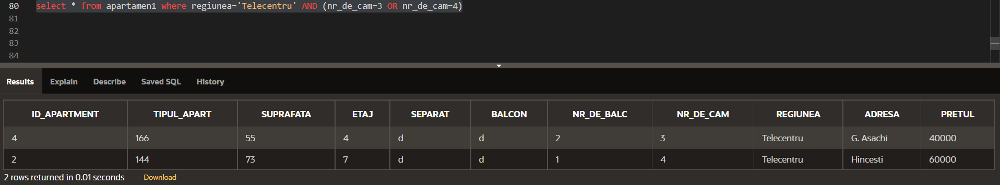 80 select * from apartamen1 where regiunea='Telecentru' AND (nr_de_cam=3 OR nr_de_cam=4)
81
82
83
84
Results Explain Describe Saved SQL History
ID_APARTMENT TIPUL_APART SUPRAFATA ETAJ SEPARAT BALCON NR_DE_BALC NR_DE_CAM REGIUNEA ADRESA PRETUL
4 166 55 4 d d 2 3 Telecentru G. Asachi 40000
2 144 73 7 d d 1 4 Telecentru Hincesti 60000
2 rows returned in 0.01 seconds Download